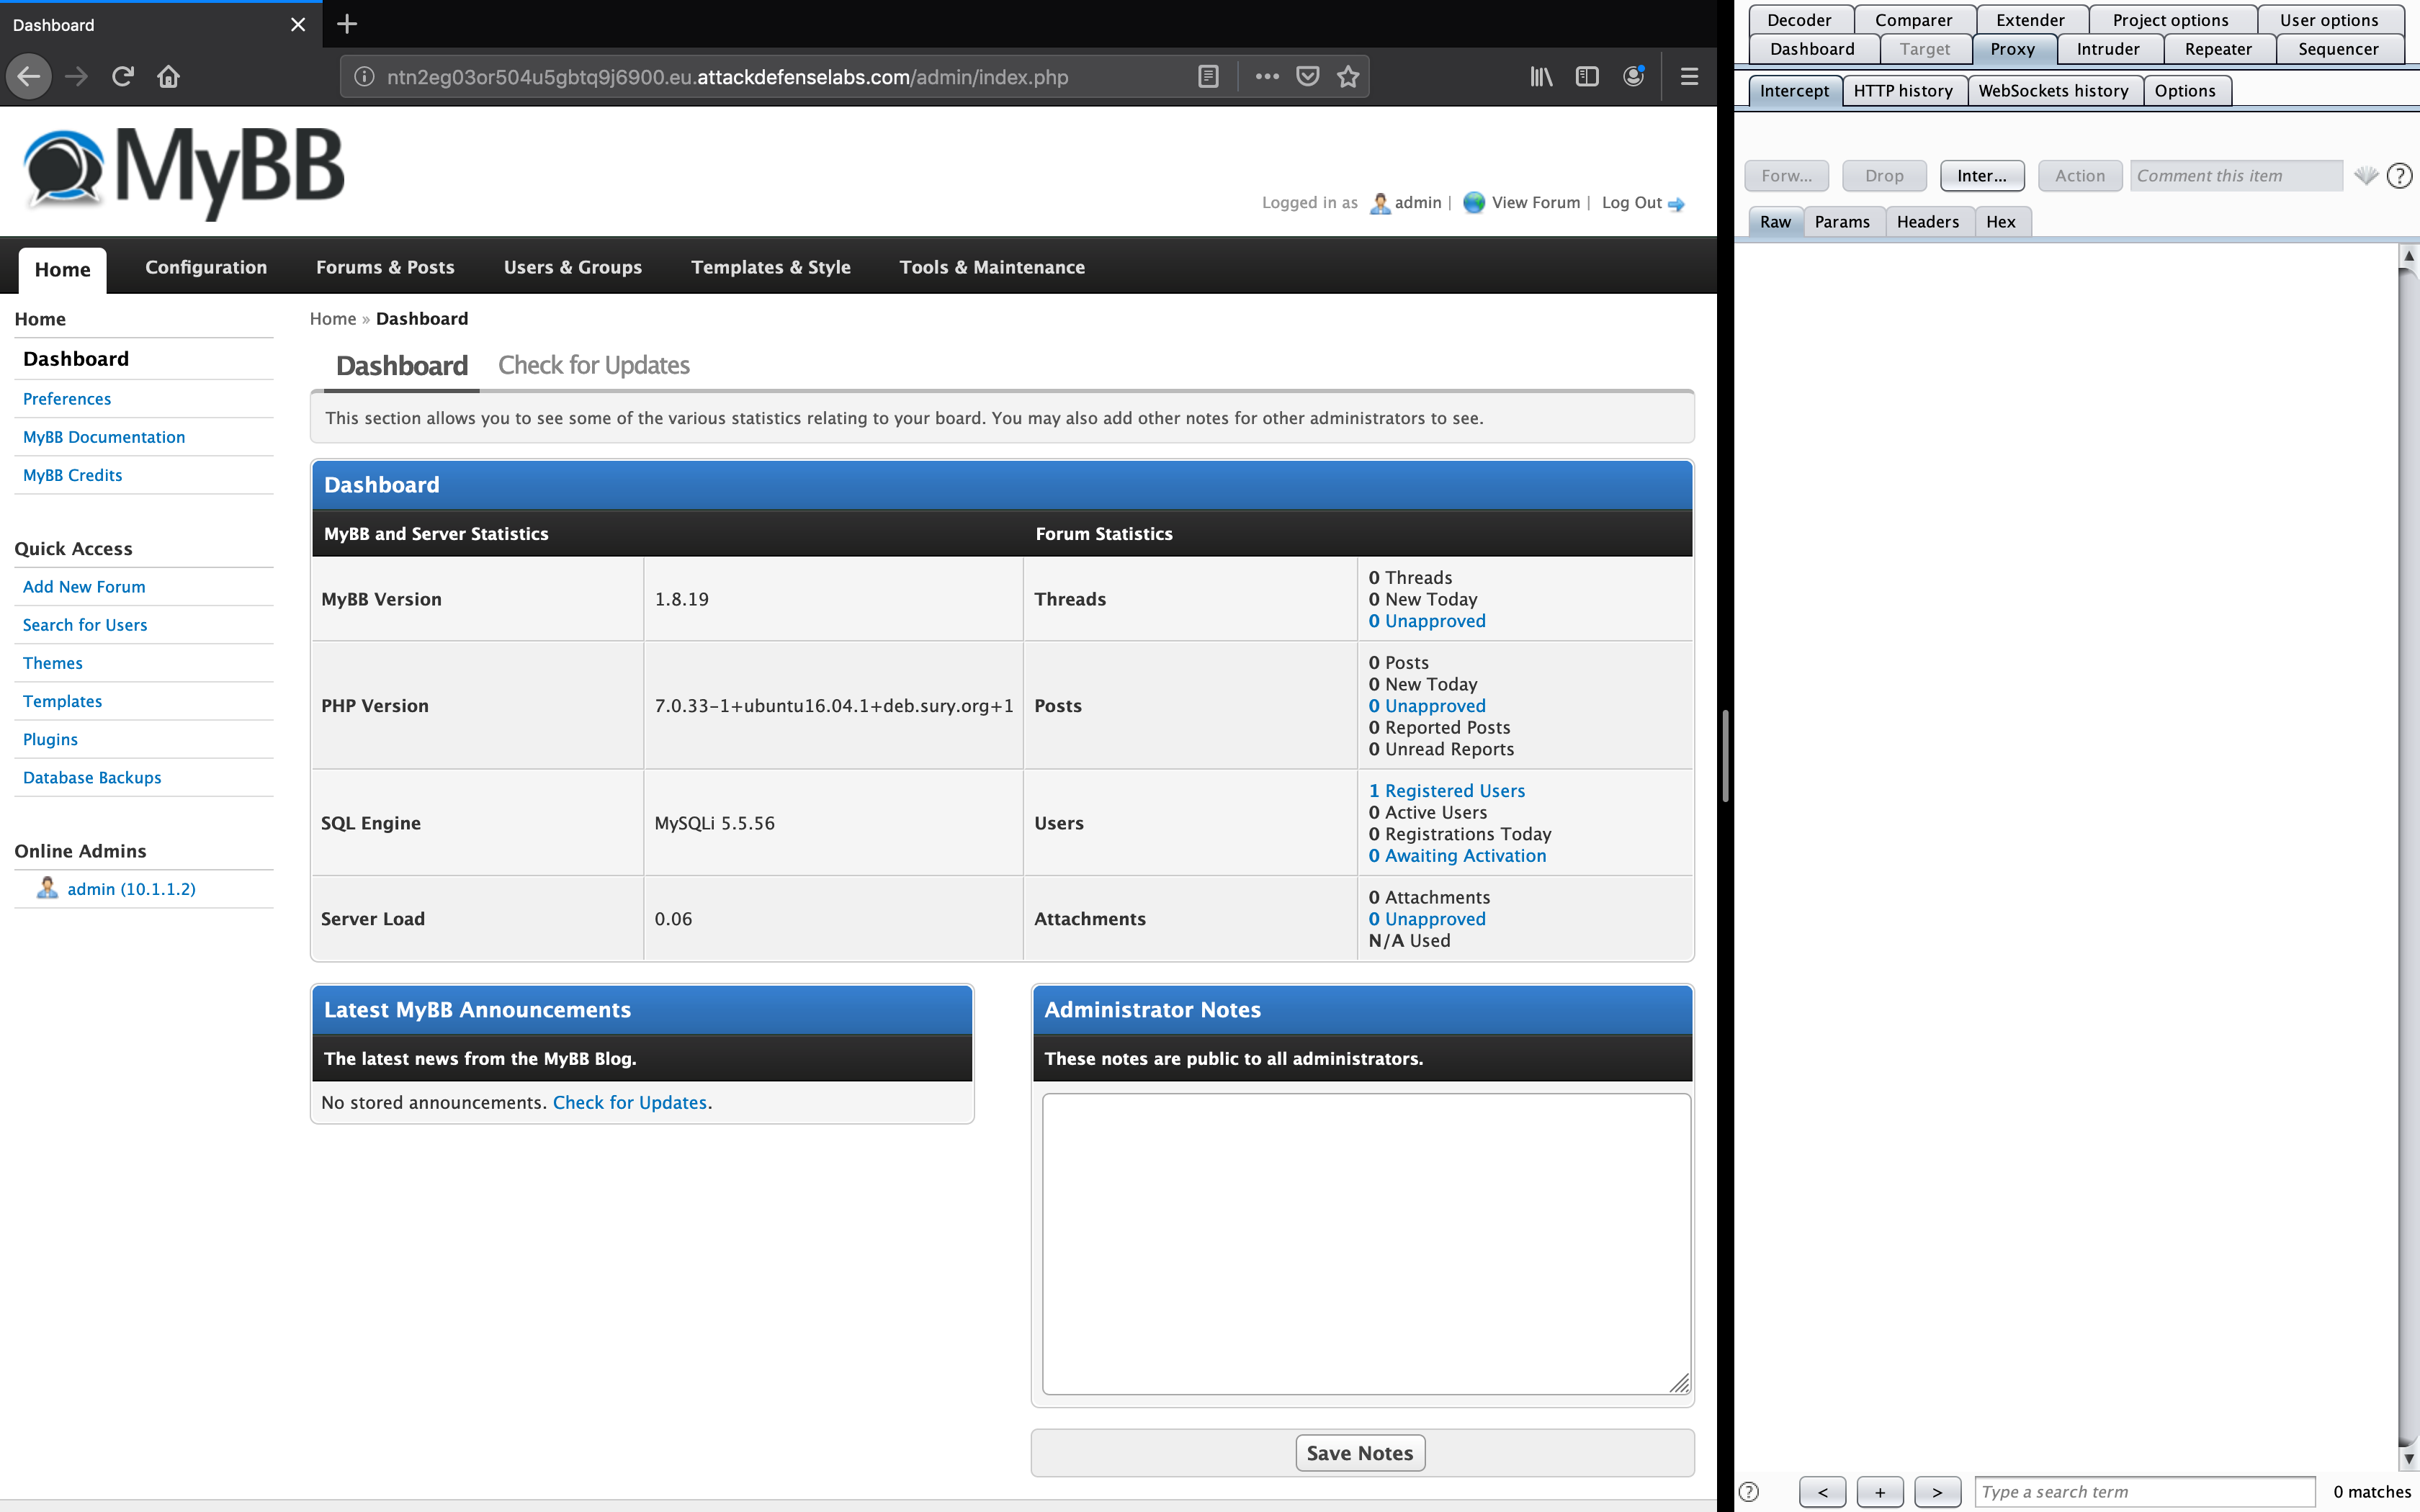 Dashboard
ntn2eg03or504u5gbtq9j6900.eu.attackdefenselabs.com/admin/index.php
MyBB
Logged in as admin | View Forum | Log Out
Home Configuration Forums & Posts Users & Groups Templates & Style Tools & Maintenance
Home
Dashboard
Preferences
MyBB Documentation
MyBB Credits
Quick Access
Add New Forum
Search for Users
Themes
Templates
Plugins
Database Backups
Online Admins
admin (10.1.1.2)
Home » Dashboard
Dashboard Check for Updates
This section allows you to see some of the various statistics relating to your board. You may also add other notes for other administrators to see.
Dashboard
MyBB and Server Statistics Forum Statistics
MyBB Version 1.8.19 Threads
0 Threads
0 New Today
0 Unapproved
PHP Version 7.0.33-1+ubuntu16.04.1+deb.sury.org+1 Posts
0 Posts
0 New Today
0 Unapproved
0 Reported Posts
0 Unread Reports
SQL Engine MySQLi 5.5.56 Users
1 Registered Users
0 Active Users
0 Registrations Today
0 Awaiting Activation
Server Load 0.06 Attachments
0 Attachments
0 Unapproved
N/A Used
Latest MyBB Announcements
The latest news from the MyBB Blog.
No stored announcements. Check for Updates.
Administrator Notes
These notes are public to all administrators.
Save Notes
Decoder Comparer Extender Project options User options
Dashboard Target Proxy Intruder Repeater Sequencer
Intercept HTTP history WebSockets history Options
Forw... Drop Inter... Action Comment this item ?
Raw Params Headers Hex
? < + > Type a search term 0 matches